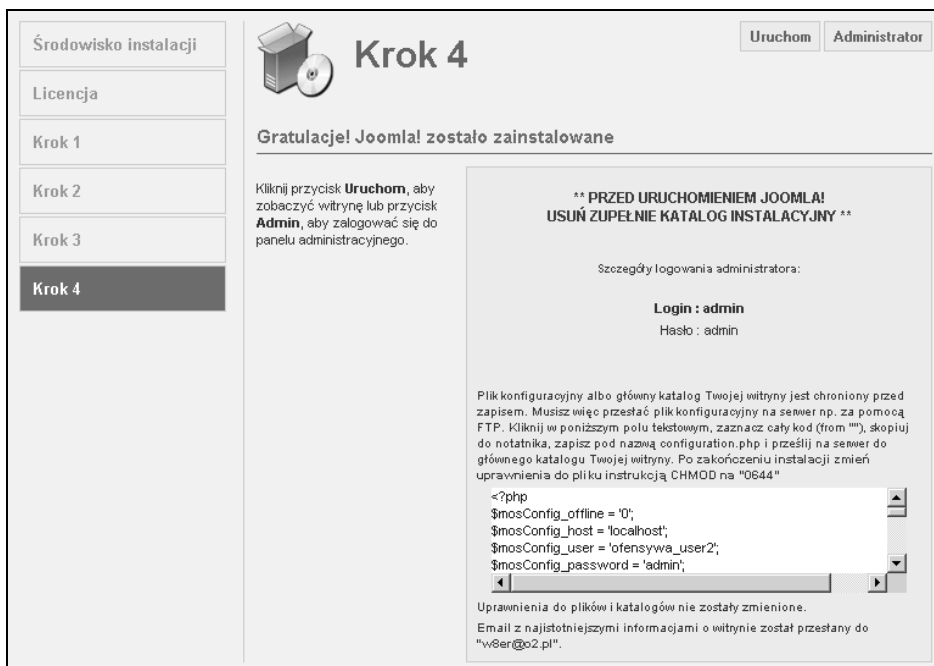 Środowisko instalacji
Licencja
Krok 1
Krok 2
Krok 3
Krok 4
Krok 4
Uruchom
Administrator
Gratulacje! Joomla! zostało zainstalowane
Kliknij przycisk Uruchom, aby
zobaczyć witrynę lub przycisk
Admin, aby zalogować się do
panelu administracyjnego.
** PRZED URUCHOMIENIEM JOOMLA!
USUŃ ZUPEŁNIE KATALOG INSTALACYJNY **
Szczegóły logowania administratora:
Login : admin
Hasło : admin
Plik konfiguracyjny albo główny katalog Twojej witryny jest chroniony przed
zapisem. Musisz więc przesłać plik konfiguracyjny na serwer np. za pomocą
FTP. Kliknij w poniższym polu tekstowym, zaznacz cały kod (from ""), skopiuj
do notatnika, zapisz pod nazwą configuration.php i prześlij na serwer do
głównego katalogu Twojej witryny. Po zakończeniu instalacji zmień
uprawnienia do pliku instrukcją CHMOD na "0644"
<?php
$mosConfig_offline = '0';
$mosConfig_host = 'localhost';
$mosConfig_user = 'ofensywa_user2';
$mosConfig_password = 'admin';
Uprawnienia do plików i katalogów nie zostały zmienione.
Email z najistotniejszymi informacjami o witrynie został przesłany do
"w8er@o2.pl".